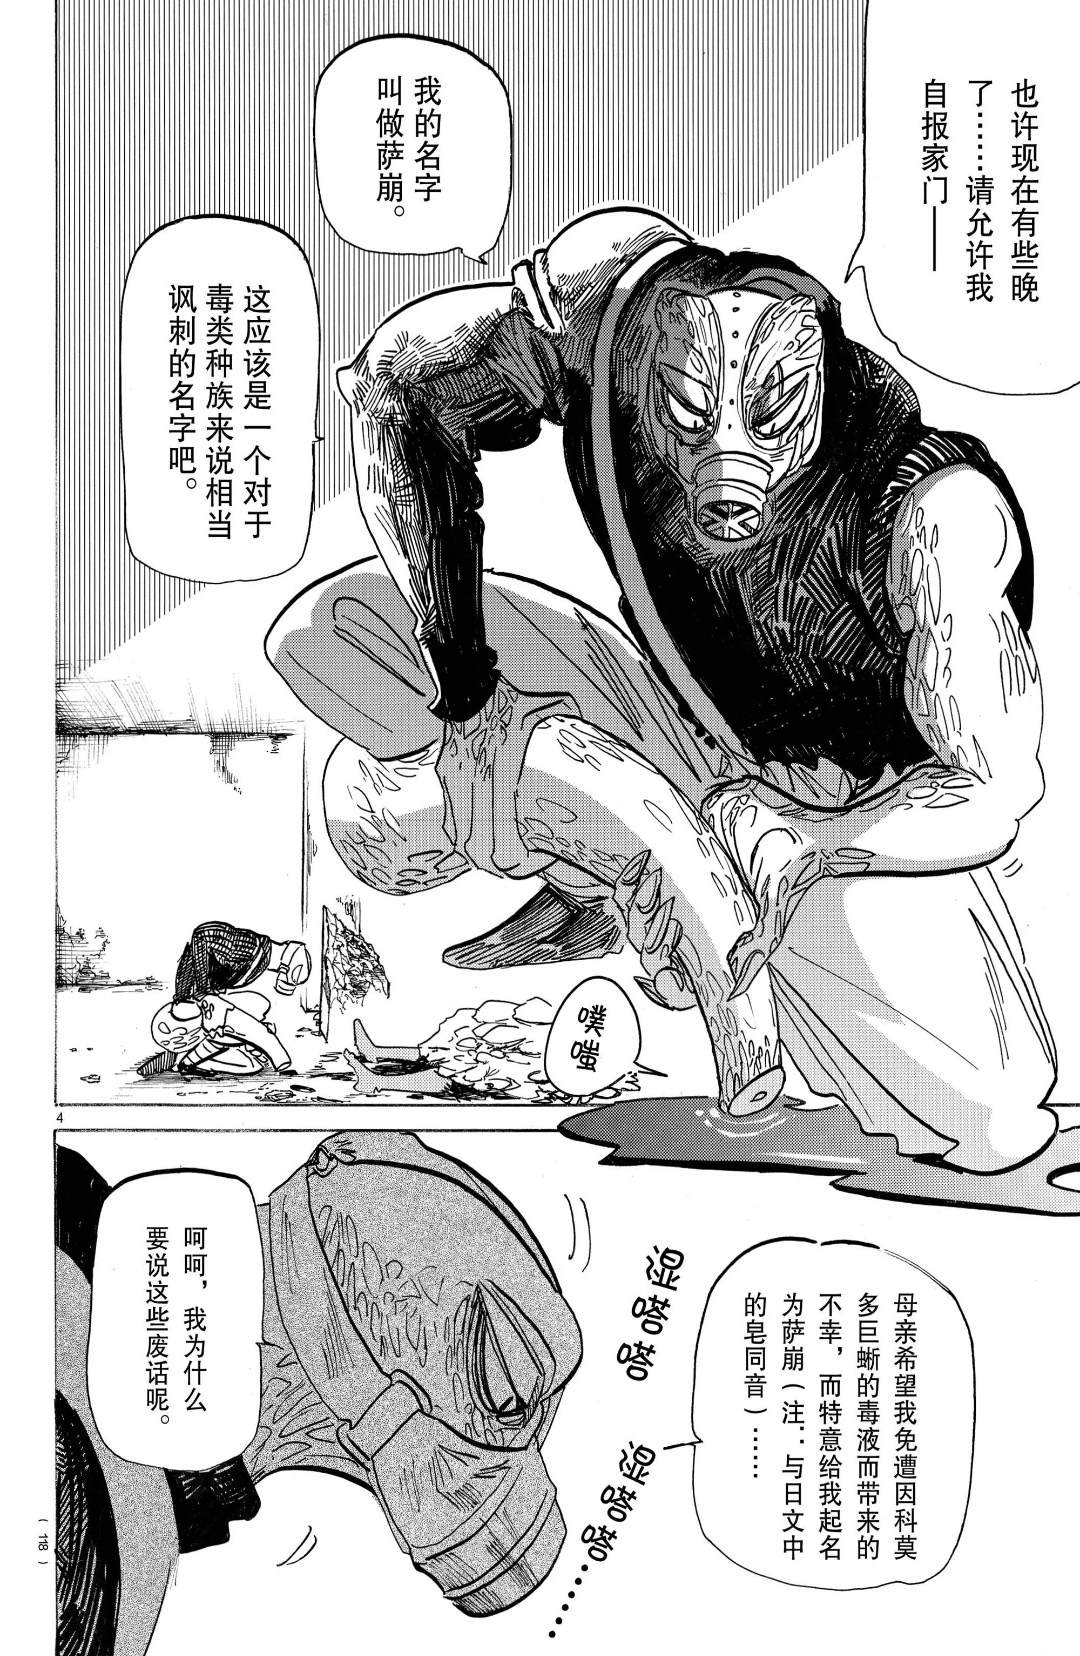 也许现在有些晚
了……请允许我
自报家门——
我的名字
叫做萨崩。
这应该是一个对于
毒类种族来说相当
讽刺的名字吧。
噗
嗤
4
母亲希望我免遭因科莫
多巨蜥的毒液而带来的
不幸，而特意给我起名
为萨崩（注：与日文中
的皂同音）……
湿嗒嗒
湿嗒嗒……
呵呵，我为什么
要说这些废话呢。
（118）